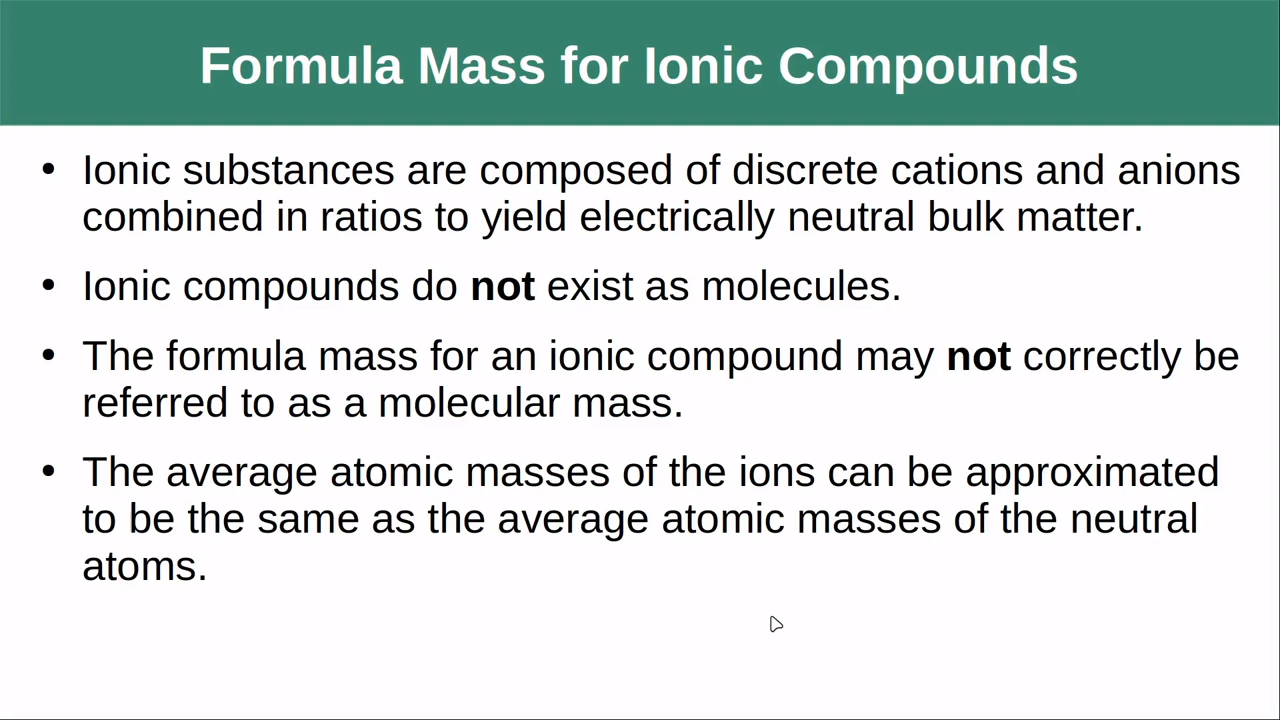 Formula Mass for Ionic Compounds
• Ionic substances are composed of discrete cations and anions
combined in ratios to yield electrically neutral bulk matter.
• Ionic compounds do not exist as molecules.
• The formula mass for an ionic compound may not correctly be
referred to as a molecular mass.
• The average atomic masses of the ions can be approximated
to be the same as the average atomic masses of the neutral
atoms.